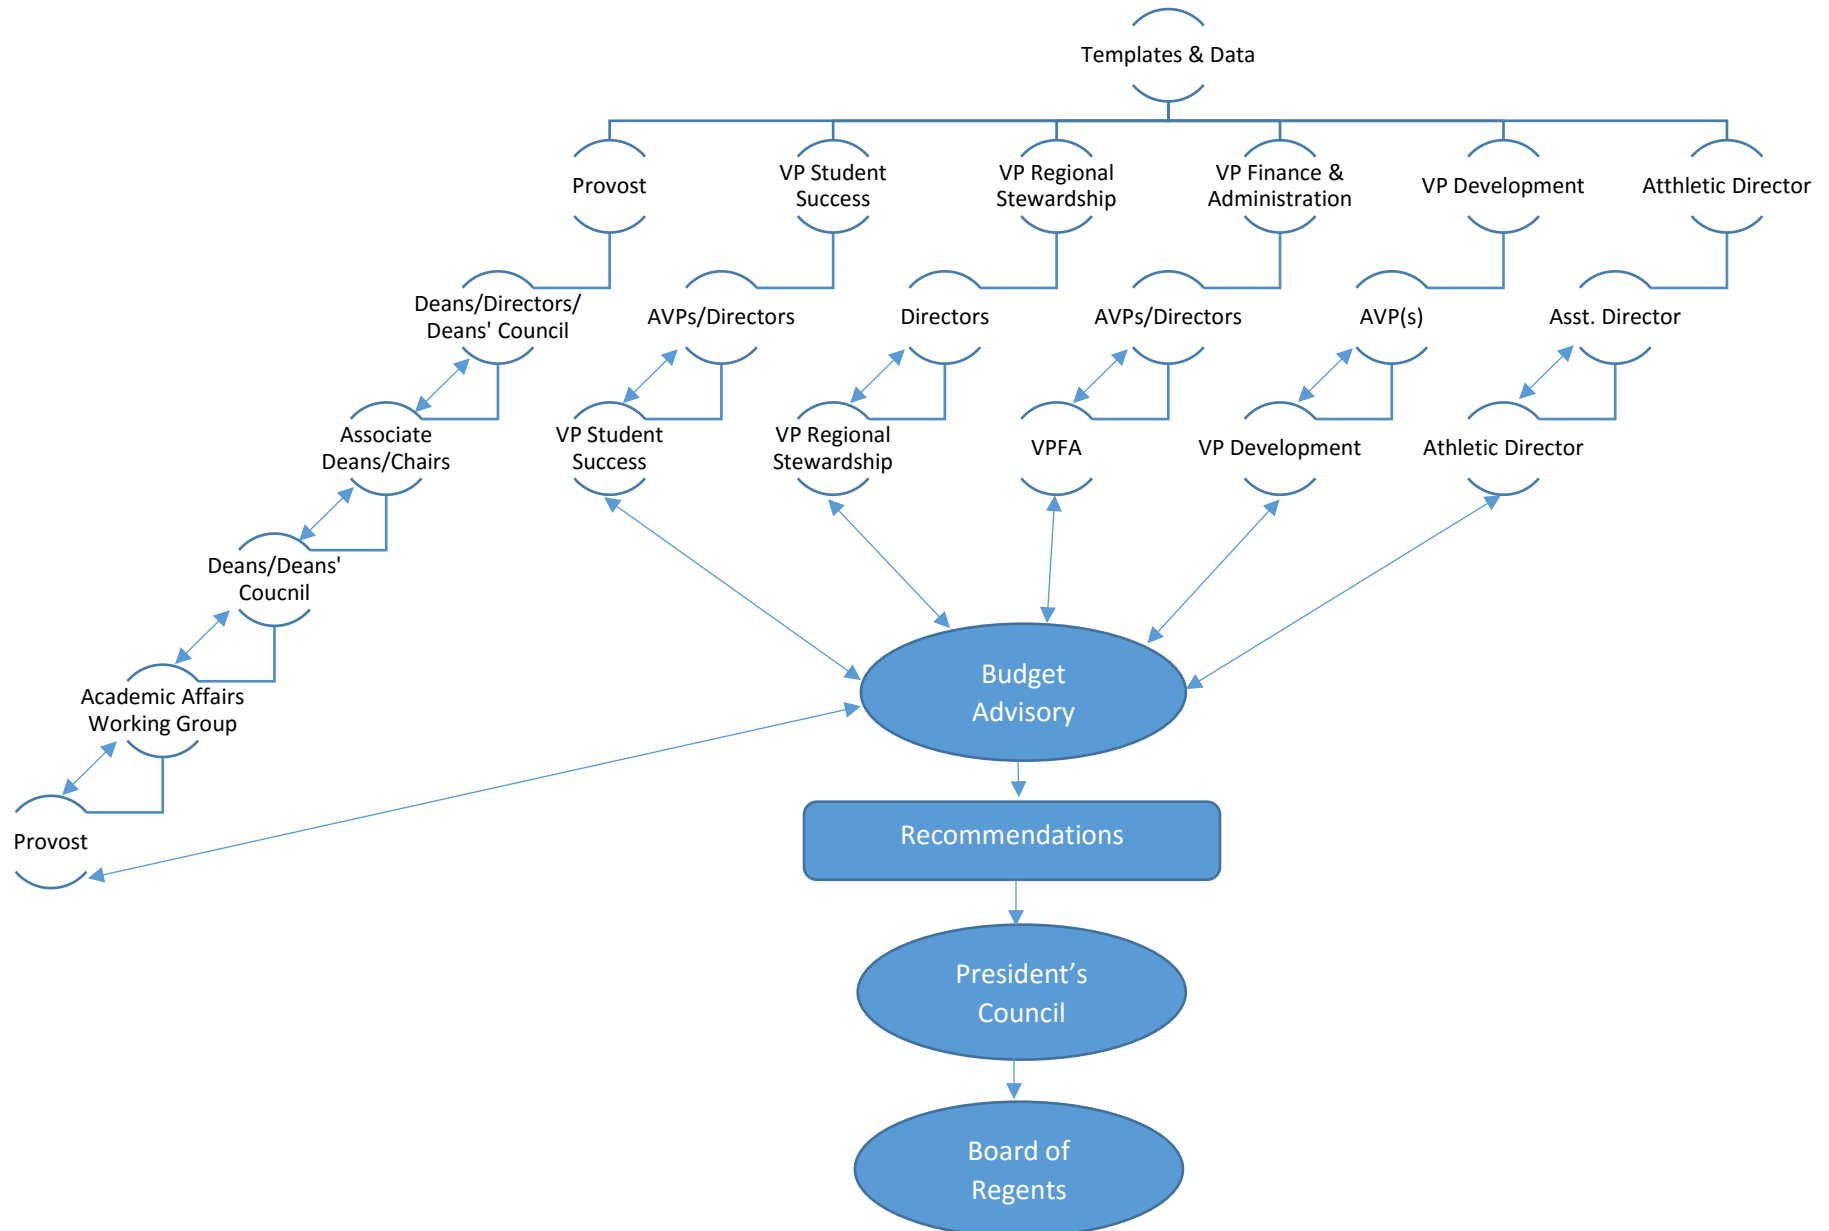 Templates & Data
Provost
VP Student
Success
VP Regional
Stewardship
VP Finance &
Administration
VP Development
Atthletic Director
Deans/Directors/
Deans' Council
AVPs/Directors
Directors
AVPs/Directors
AVP(s)
Asst. Director
Associate
Deans/Chairs
VP Student
Success
VP Regional
Stewardship
VPFA
VP Development
Athletic Director
Deans/Deans'
Coucnil
Academic Affairs
Working Group
Provost
Budget
Advisory
Recommendations
President’s
Council
Board of
Regents